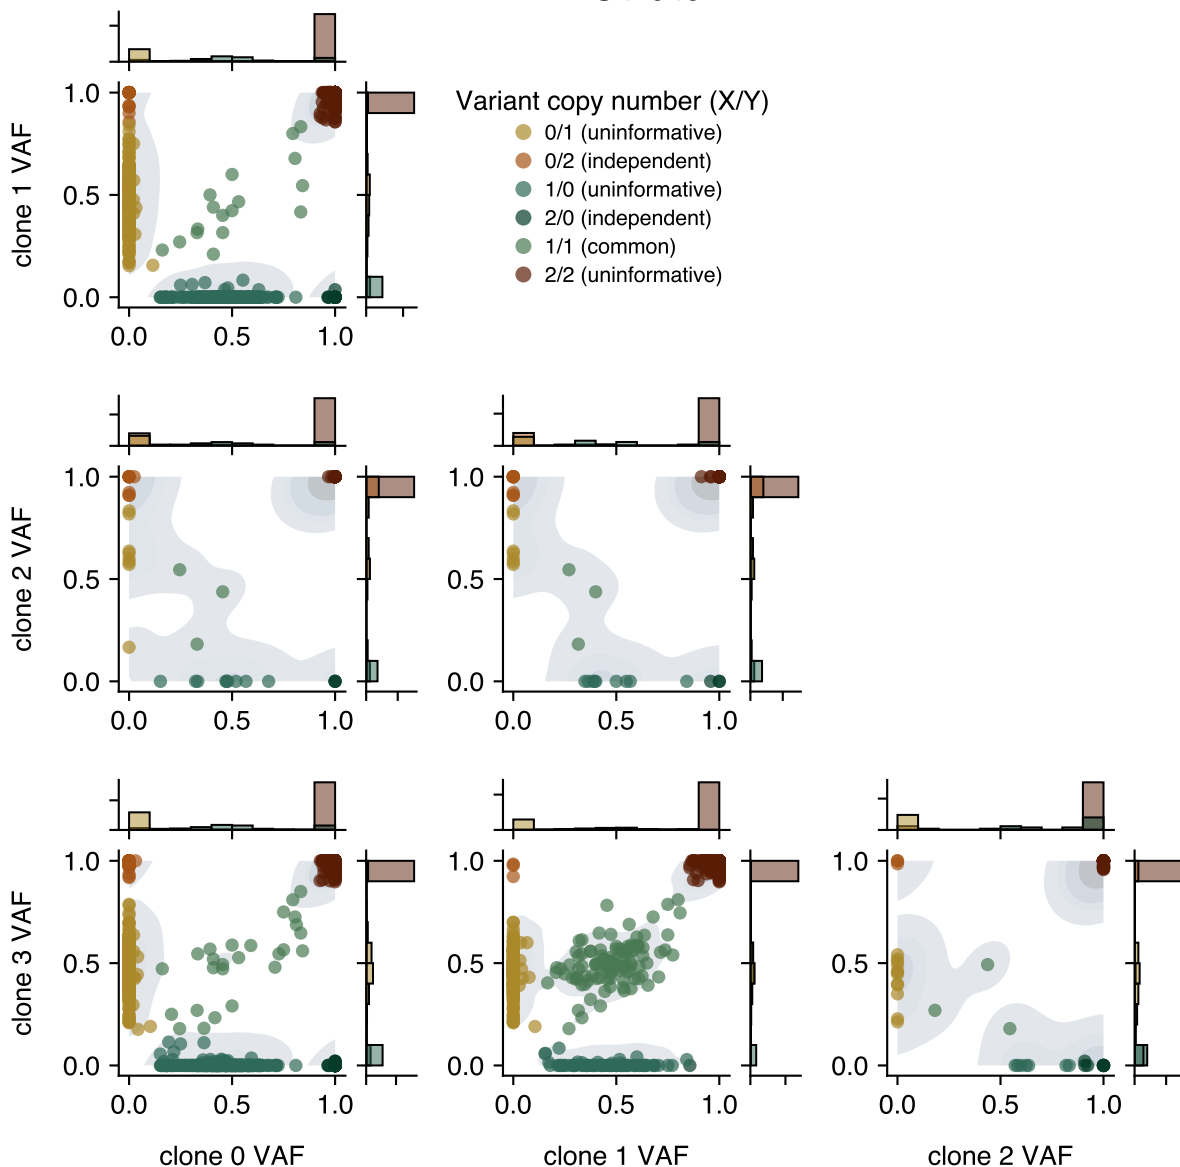 1.0
0.5
0.0
clone 1 VAF
0.0 0.5 1.0
Variant copy number (X/Y)
0/1 (uninformative)
0/2 (independent)
1/0 (uninformative)
2/0 (independent)
1/1 (common)
2/2 (uninformative)
1.0
0.5
0.0
clone 2 VAF
0.0 0.5 1.0
1.0
0.5
0.0
0.0 0.5 1.0
1.0
0.5
0.0
clone 3 VAF
0.0 0.5 1.0
clone 0 VAF
1.0
0.5
0.0
0.0 0.5 1.0
clone 1 VAF
1.0
0.5
0.0
0.0 0.5 1.0
clone 2 VAF